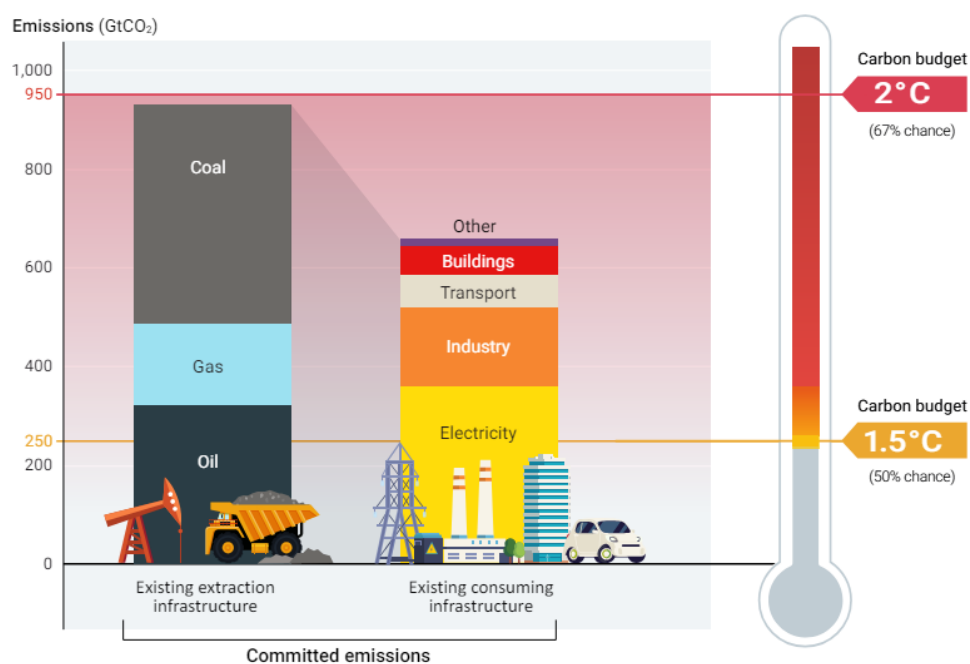 Emissions (GtCO₂)
1,000
950
800
600
400
250
200
0
Coal
Gas
Oil
Other
Buildings
Transport
Industry
Electricity
Existing extraction
infrastructure
Existing consuming
infrastructure
Committed emissions
Carbon budget
2°C
(67% chance)
Carbon budget
1.5°C
(50% chance)